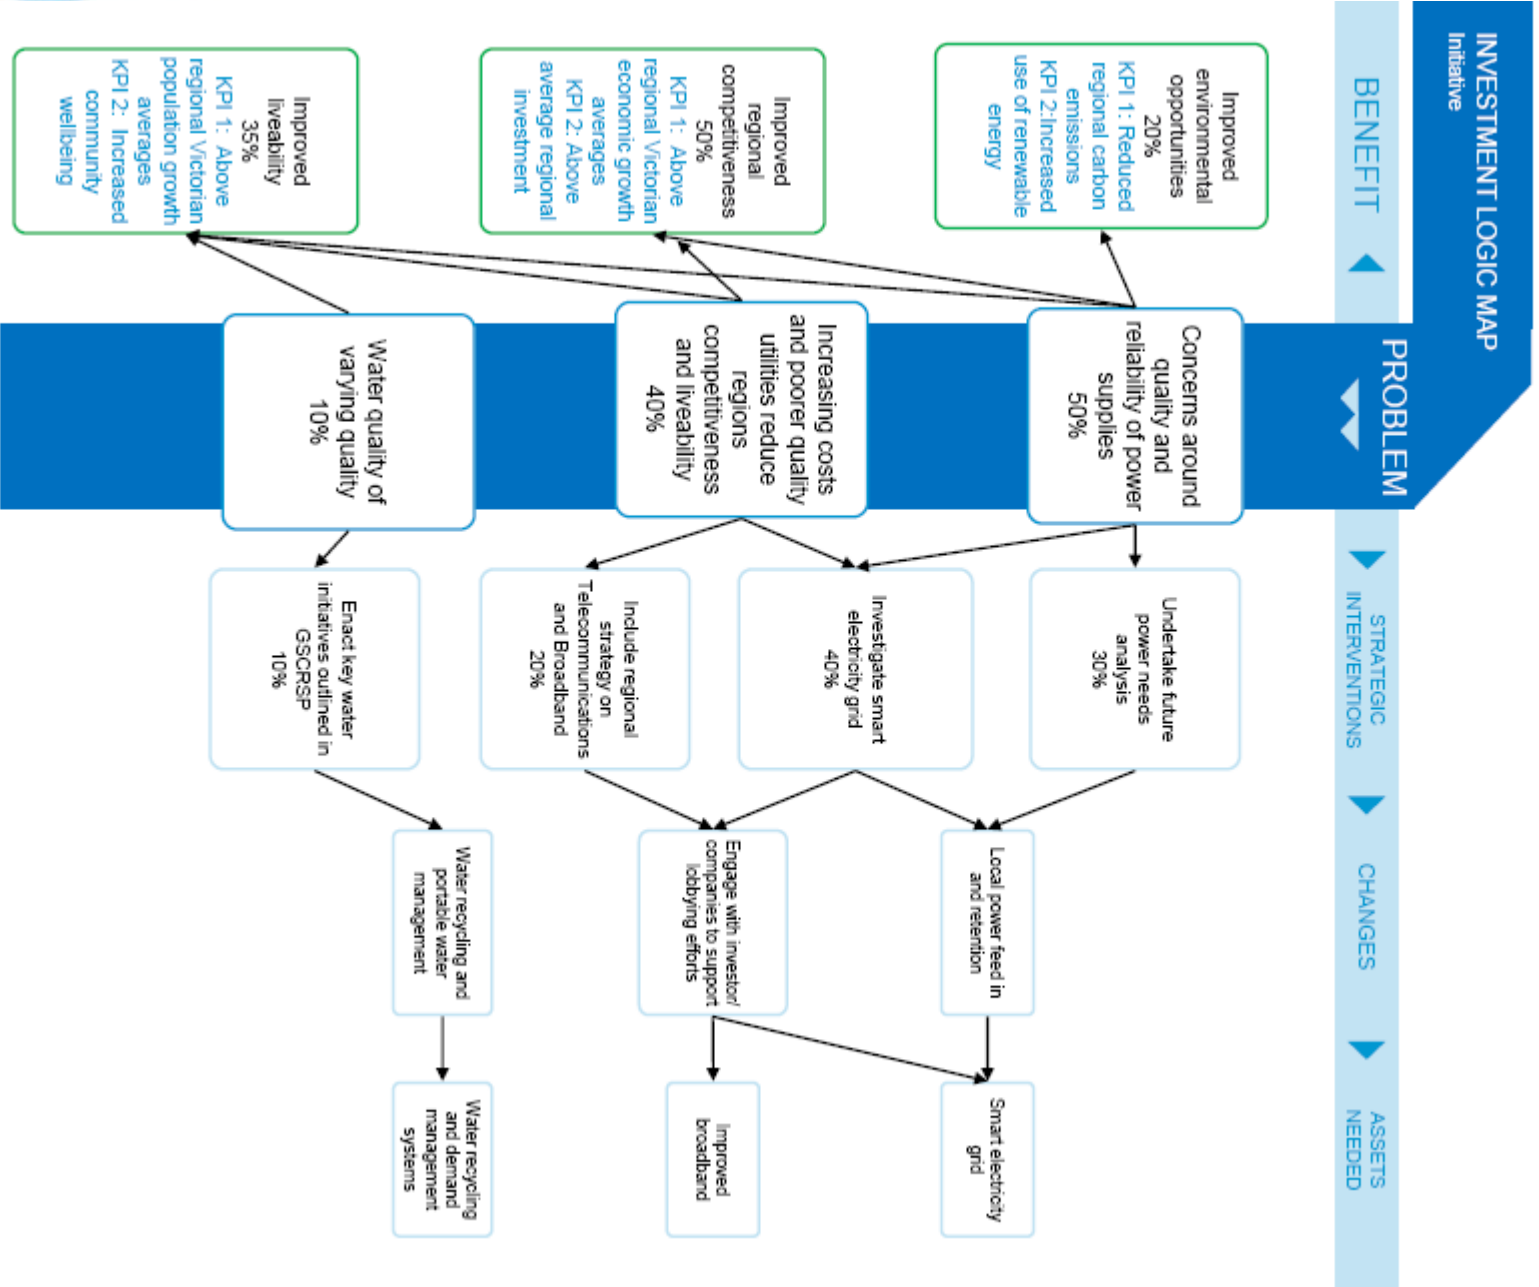 INVESTMENT LOGIC MAP
Initiative
BENEFIT
PROBLEM
STRATEGIC
INTERVENTIONS
CHANGES
ASSETS
NEEDED
Improved
environmental
opportunities
20%
KPI 1: Reduced
regional carbon
emissions
KPI 2:Increased
use of renewable
energy
Concerns around
quality and
reliability of power
supplies
50%
Undertake future
power needs
analysis
30%
Local power feed in
and retention
Smart electricity
grid
Improved
regional
competitiveness
50%
KPI 1: Above
regional Victorian
economic growth
averages
KPI 2: Above
average regional
investment
Increasing costs
and poorer quality
utilities reduce
regions
competitiveness
and liveability
40%
Investigate smart
electricity grid
40%
Include regional
strategy on
Telecommunications
and Broadband
20%
Engage with investor/
companies to support
lobbying efforts
Improved
broadband
Improved
liveability
35%
KPI 1: Above
regional Victorian
population growth
averages
KPI 2: Increased
community
wellbeing
Water quality of
varying quality
10%
Enact key water
initiatives outlined in
GSCRSP
10%
Water recycling and
portable water
management
Water recycling
and demand
management
systems